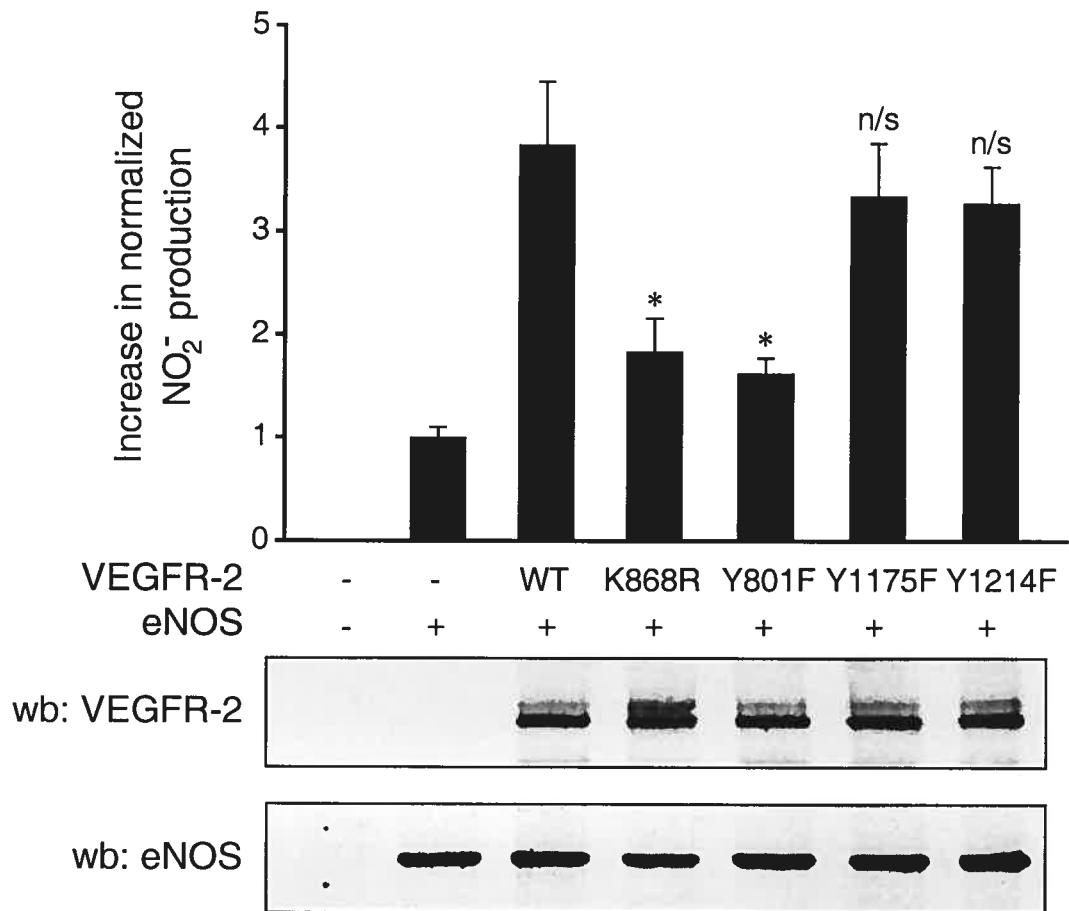 Increase in normalized
NO₂⁻ production
5
4
3
2
1
0
* * n/s n/s
VEGFR-2 - - WT K868R Y801F Y1175F Y1214F
eNOS - + + + + + +
wb: VEGFR-2
wb: eNOS